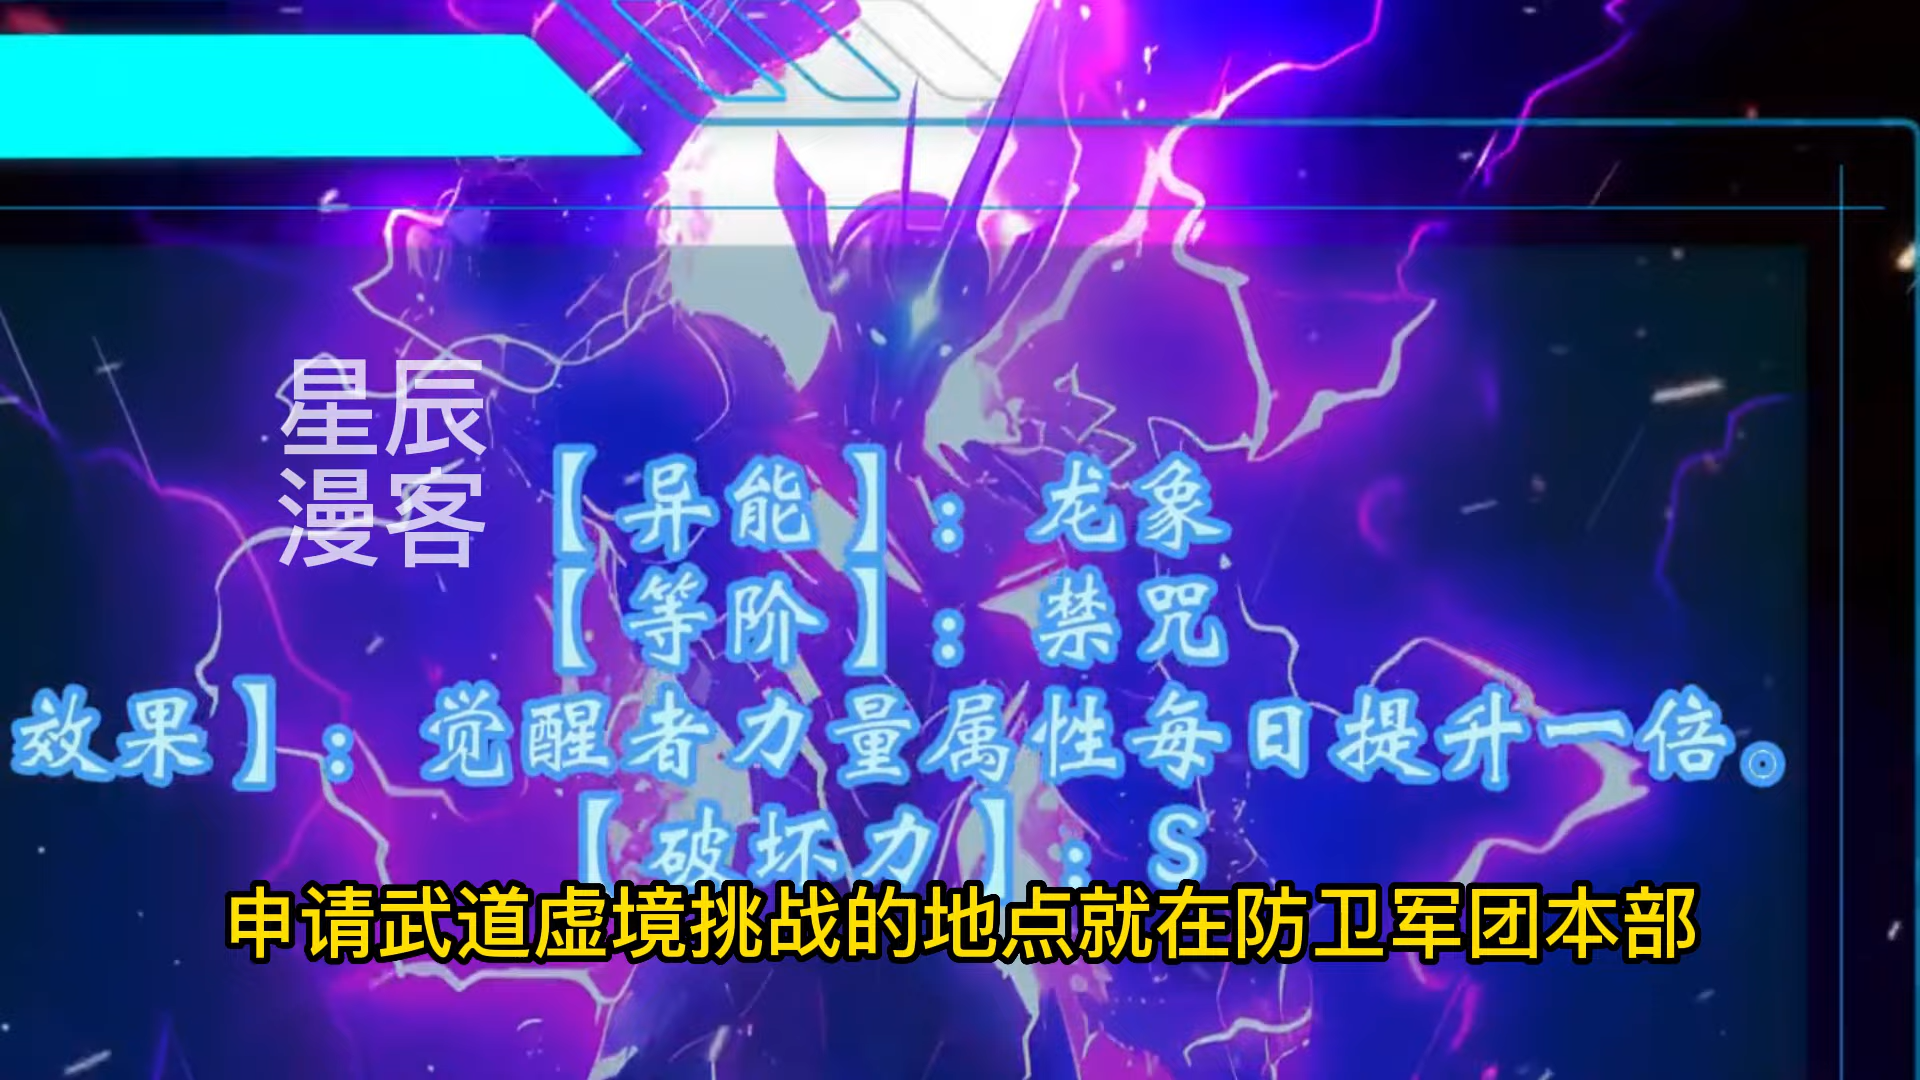 星辰
漫客
【异能】：龙象
【等阶】：禁咒
效果】：觉醒者力量属性每日提升一倍。
【破坏力】：S
申请武道虚境挑战的地点就在防卫军团本部